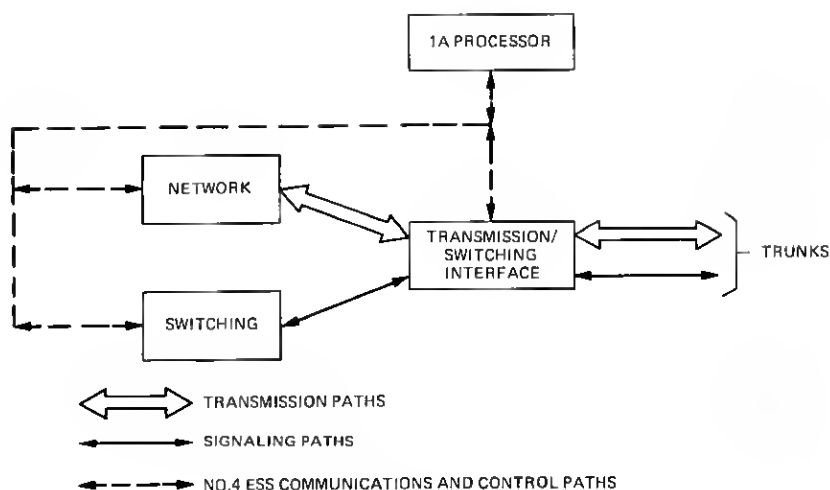 1A PROCESSOR
NETWORK
TRANSMISSION/
SWITCHING
INTERFACE
TRUNKS
SWITCHING
TRANSMISSION PATHS
SIGNALING PATHS
NO.4 ESS COMMUNICATIONS AND CONTROL PATHS